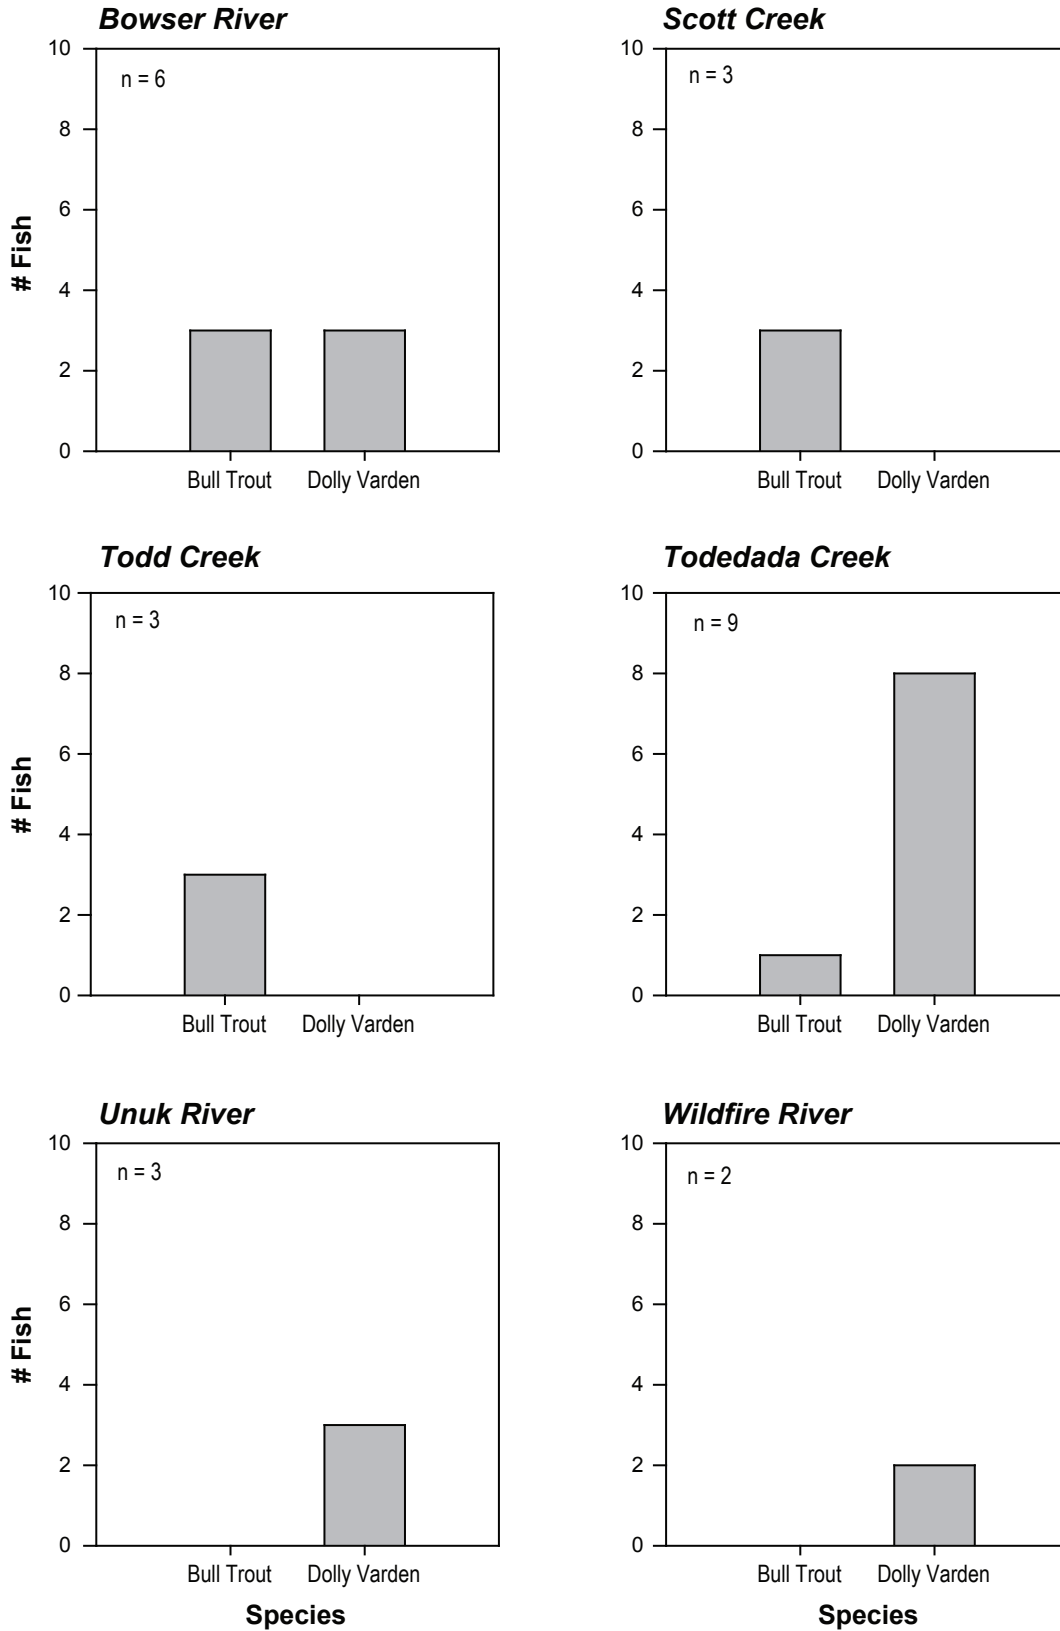 Bowser River
10
n = 6
8
6
4
2
0
# Fish
Bull Trout Dolly Varden
Scott Creek
10
n = 3
8
6
4
2
0
Bull Trout Dolly Varden
Todd Creek
10
n = 3
8
6
4
2
0
# Fish
Bull Trout Dolly Varden
Todedada Creek
10
n = 9
8
6
4
2
0
Bull Trout Dolly Varden
Unuk River
10
n = 3
8
6
4
2
0
# Fish
Bull Trout Dolly Varden
Species
Wildfire River
10
n = 2
8
6
4
2
0
Bull Trout Dolly Varden
Species